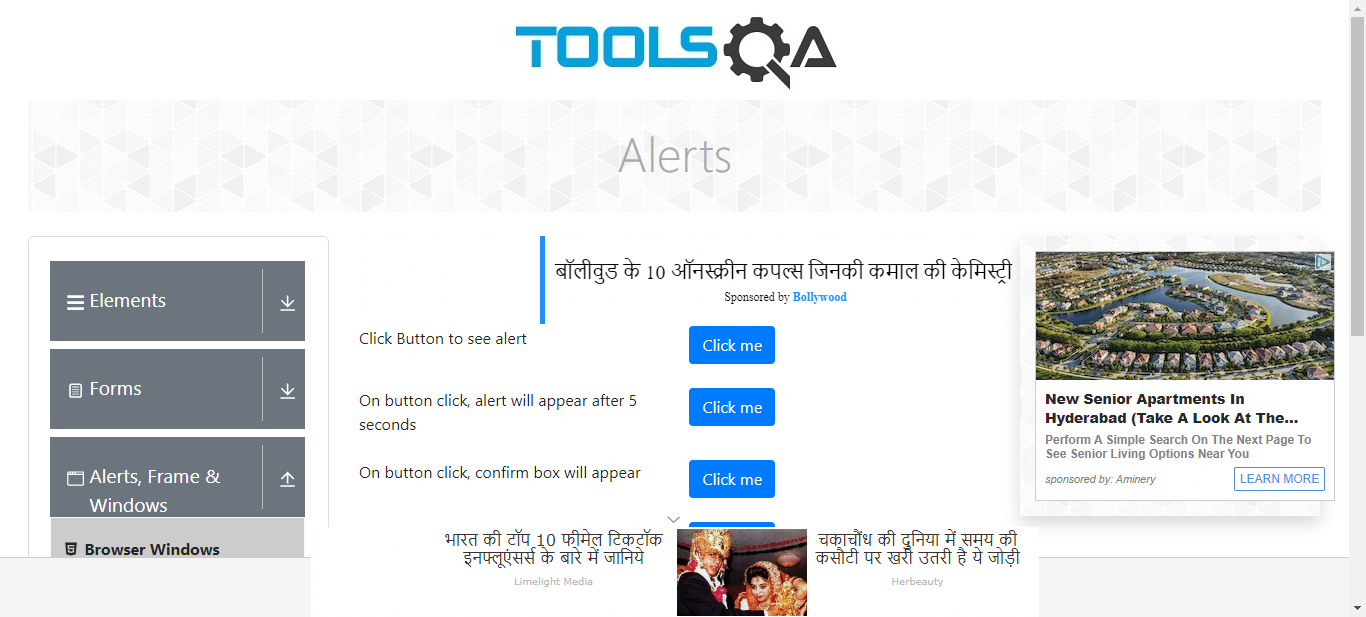 TOOLSQA
Alerts
Elements
Forms
Alerts, Frame &
Windows
Browser Windows
बॉलीवुड के 10 ऑनस्क्रीन कपल्स जिनकी कमाल की केमिस्ट्री
Sponsored by Bollywood
Click Button to see alert
Click me
On button click, alert will appear after 5
seconds
Click me
On button click, confirm box will appear
Click me
New Senior Apartments In
Hyderabad (Take A Look At The...
Perform A Simple Search On The Next Page To
See Senior Living Options Near You
sponsored by: Aminery
LEARN MORE
भारत की टॉप 10 फीमेल टिकटॉक
इनफ्लूएंसर्स के बारे में जानिये
Limelight Media
चकाचौंध की दुनिया में समय की
कसौटी पर खरी उतरी है ये जोड़ी
Herbeauty